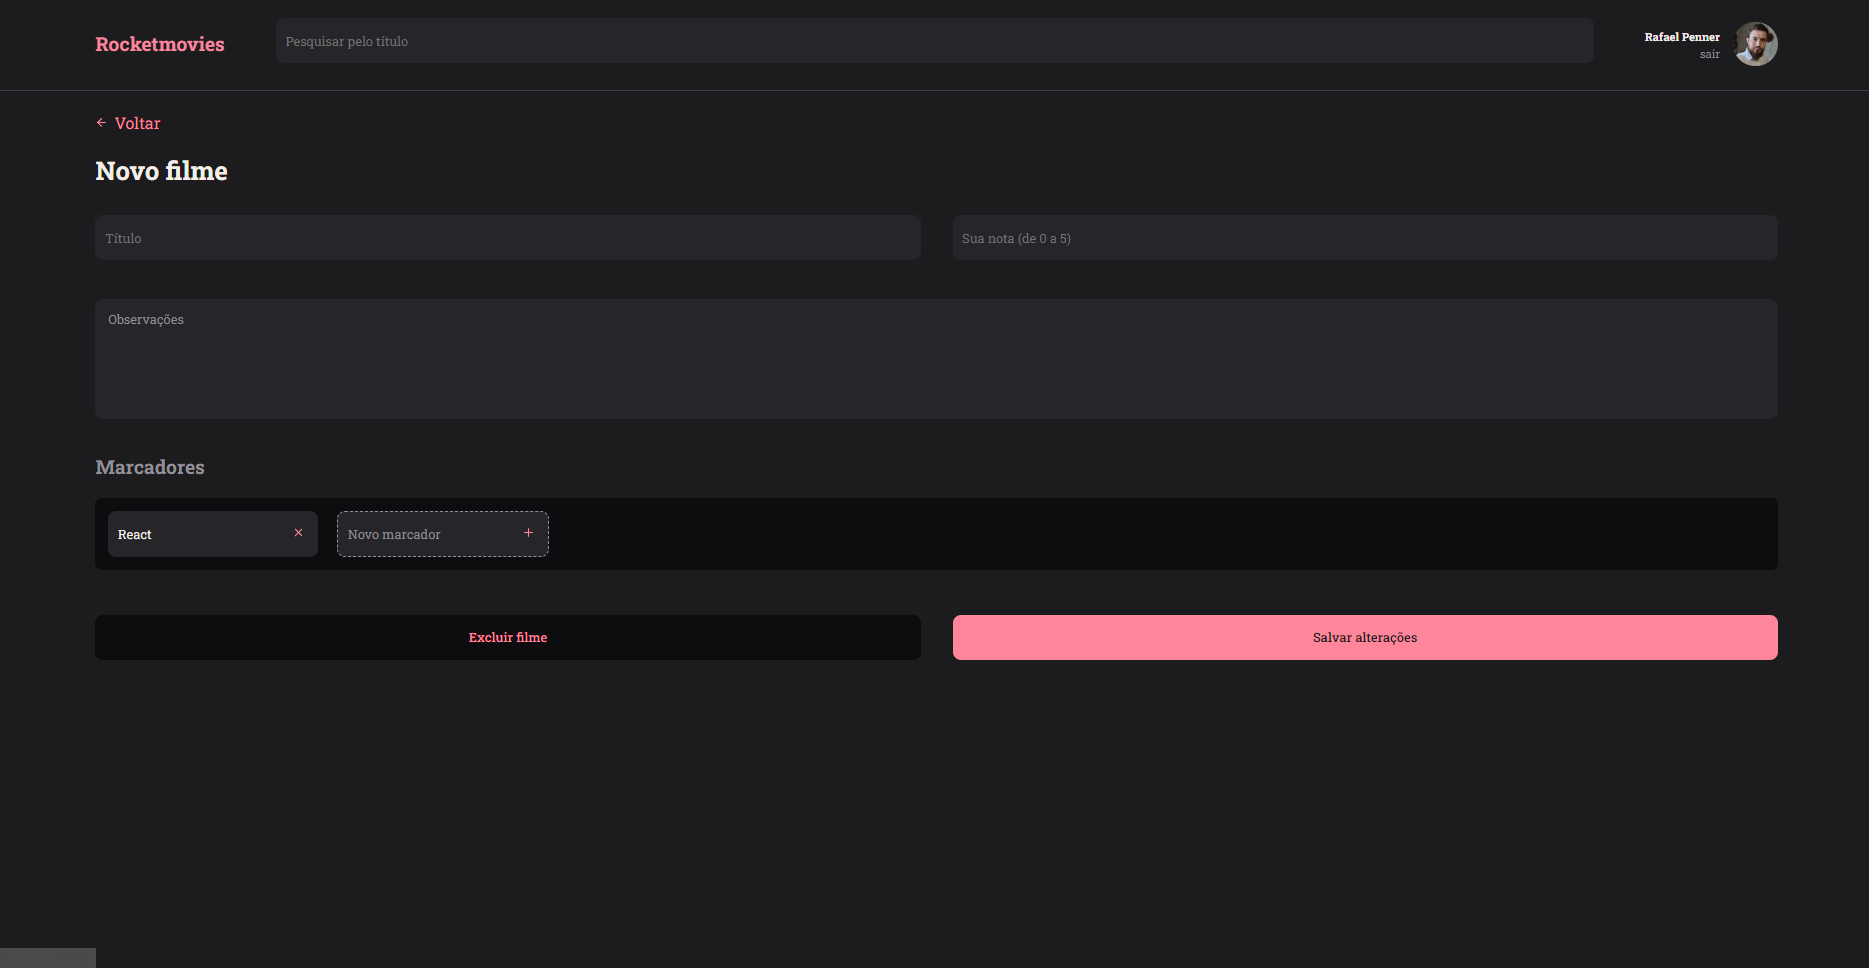 Rocketmovies
Pesquisar pelo título
Rafael Penner
sair
Voltar
Novo filme
Título
Sua nota (de 0 a 5)
Observações
Marcadores
React
Novo marcador
Excluir filme
Salvar alterações